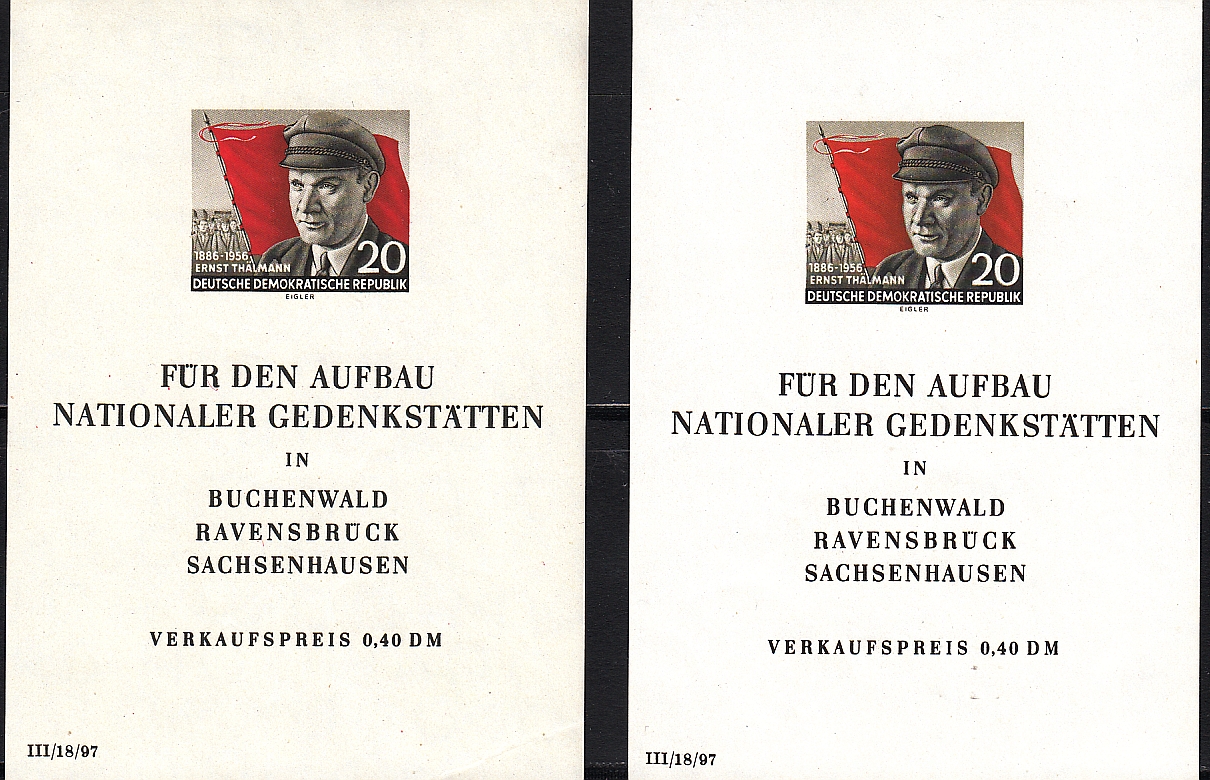 1886-1956
ERNST THÄLMANN
20
DEUTSCHE DEMOKRATISCHE REPUBLIK
EIGLER
FÜR DEN AUFBAU
NATIONALER GEDENKSTÄTTEN
IN
BUCHENWALD
RAVENSBRÜCK
SACHSENHAUSEN
VERKAUFSPREIS 0,40 DM
III/18/97
1886-1956
ERNST THÄLMANN
20
DEUTSCHE DEMOKRATISCHE REPUBLIK
EIGLER
FÜR DEN AUFBAU
NATIONALER GEDENKSTÄTTEN
IN
BUCHENWALD
RAVENSBRÜCK
SACHSENHAUSEN
VERKAUFSPREIS 0,40 DM
III/18/97